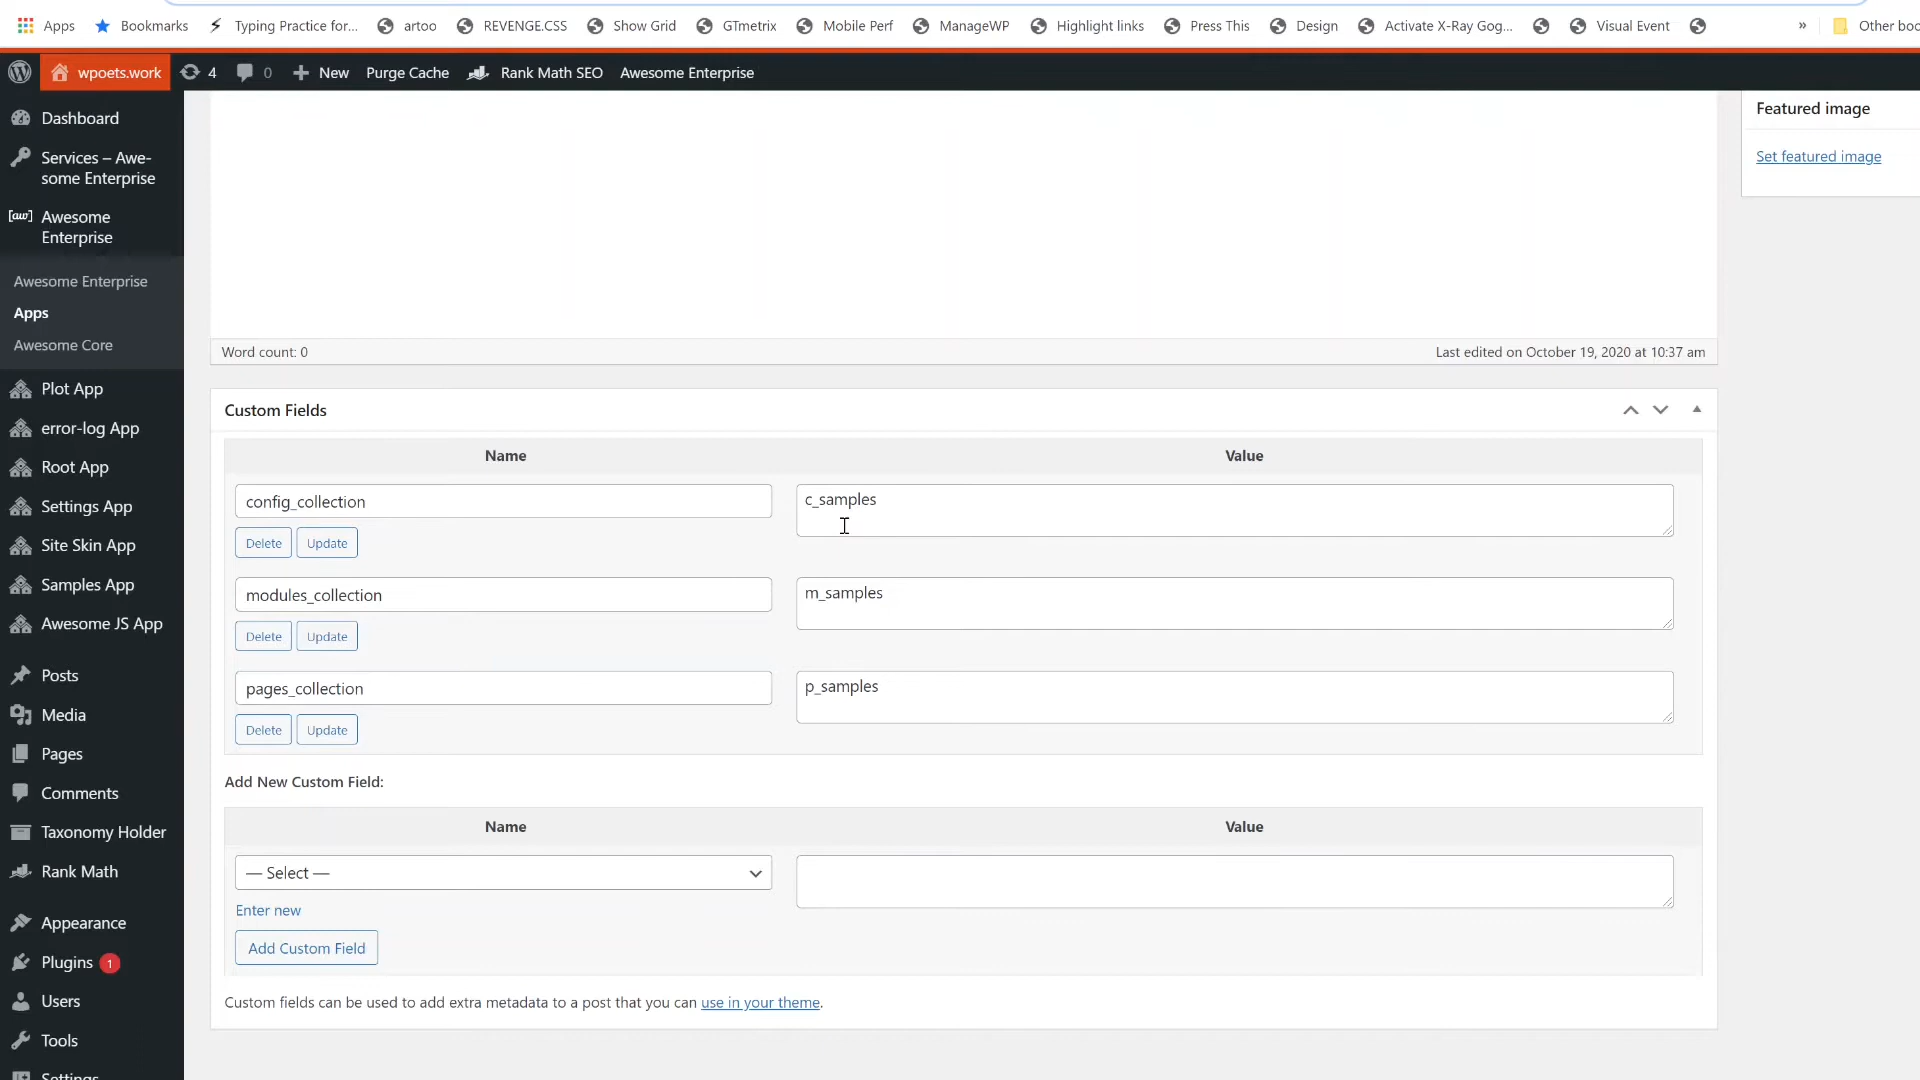 Apps Bookmarks Typing Practice for... artoo REVENGE.CSS Show Grid GTmetrix Mobile Perf ManageWP Highlight links Press This Design Activate X-Ray Gog... Visual Event » Other boo
wpoets.work 4 0 New Purge Cache Rank Math SEO Awesome Enterprise
Dashboard
Services – Awe-
some Enterprise
[aw] Awesome
Enterprise
Awesome Enterprise
Apps
Awesome Core
Plot App
error-log App
Root App
Settings App
Site Skin App
Samples App
Awesome JS App
Posts
Media
Pages
Comments
Taxonomy Holder
Rank Math
Appearance
Plugins 1
Users
Tools
Settings
Featured image
Set featured image
Word count: 0 Last edited on October 19, 2020 at 10:37 am
Custom Fields
Name Value
config_collection c_samples
Delete Update
modules_collection m_samples
Delete Update
pages_collection p_samples
Delete Update
Add New Custom Field:
Name Value
— Select —
Enter new
Add Custom Field
Custom fields can be used to add extra metadata to a post that you can use in your theme.